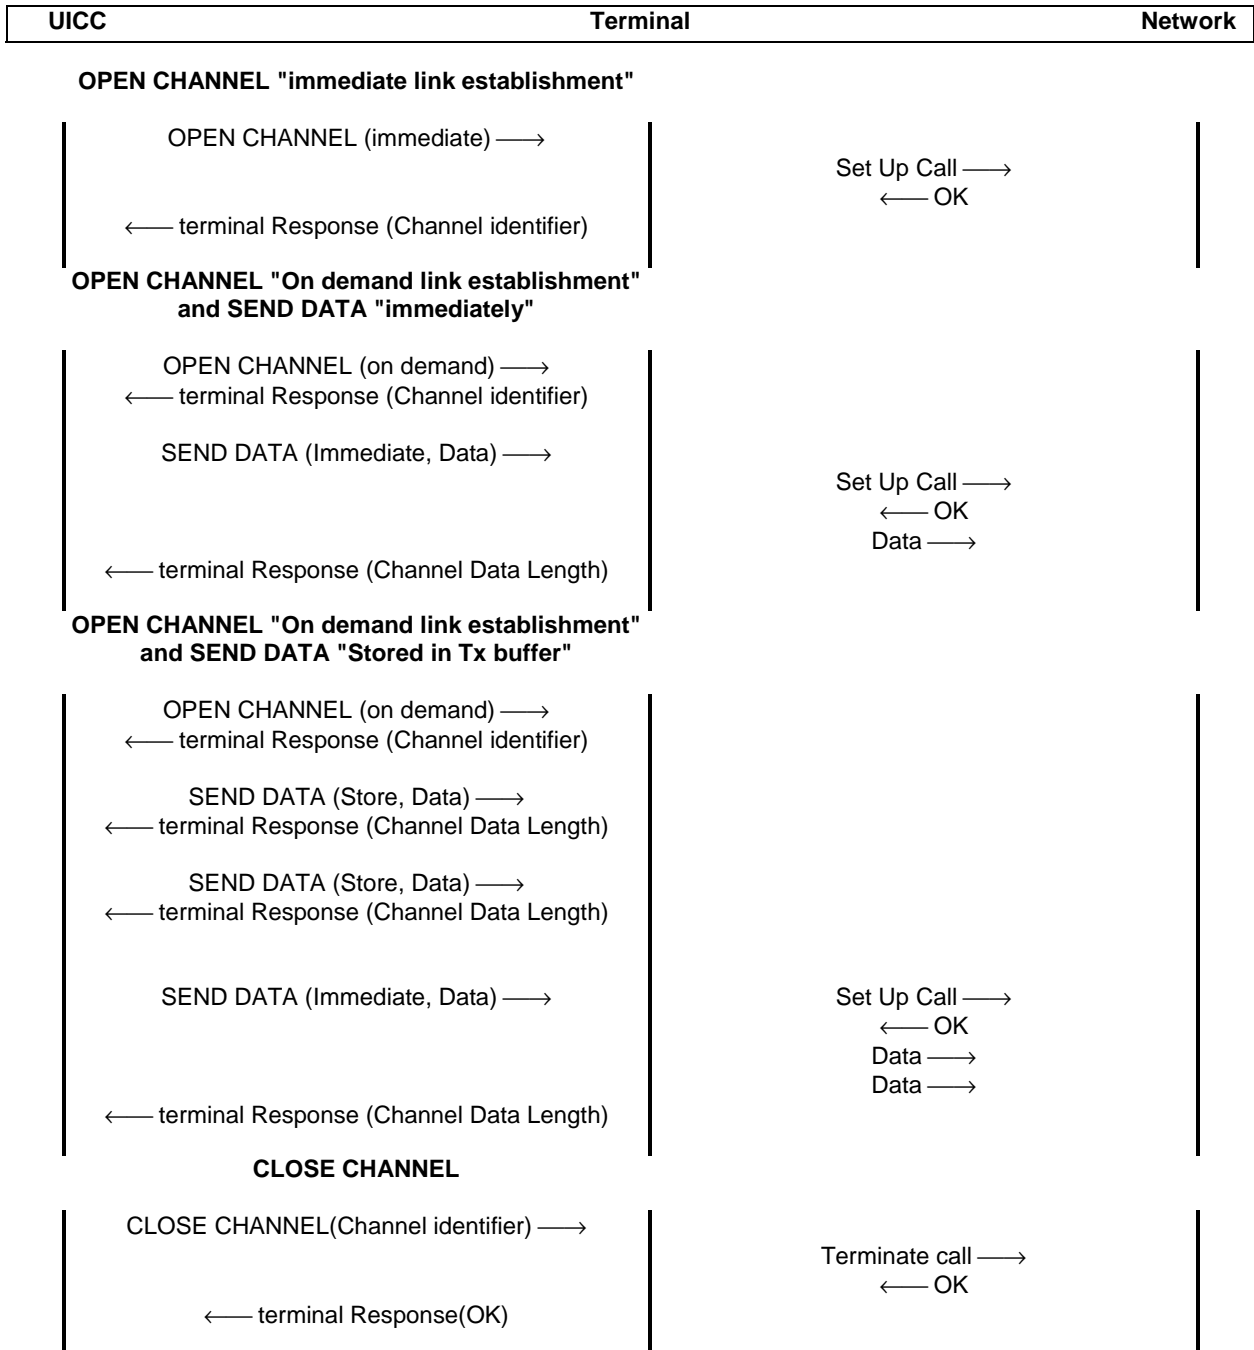 UICC Terminal Network
OPEN CHANNEL "immediate link establishment"
OPEN CHANNEL (immediate) ⟶
Set Up Call ⟶
⟵ OK
⟵ terminal Response (Channel identifier)
OPEN CHANNEL "On demand link establishment"
and SEND DATA "immediately"
OPEN CHANNEL (on demand) ⟶
⟵ terminal Response (Channel identifier)
SEND DATA (Immediate, Data) ⟶
Set Up Call ⟶
⟵ OK
Data ⟶
⟵ terminal Response (Channel Data Length)
OPEN CHANNEL "On demand link establishment"
and SEND DATA "Stored in Tx buffer"
OPEN CHANNEL (on demand) ⟶
⟵ terminal Response (Channel identifier)
SEND DATA (Store, Data) ⟶
⟵ terminal Response (Channel Data Length)
SEND DATA (Store, Data) ⟶
⟵ terminal Response (Channel Data Length)
SEND DATA (Immediate, Data) ⟶ Set Up Call ⟶
⟵ OK
Data ⟶
Data ⟶
⟵ terminal Response (Channel Data Length)
CLOSE CHANNEL
CLOSE CHANNEL(Channel identifier) ⟶
Terminate call ⟶
⟵ OK
⟵ terminal Response(OK)